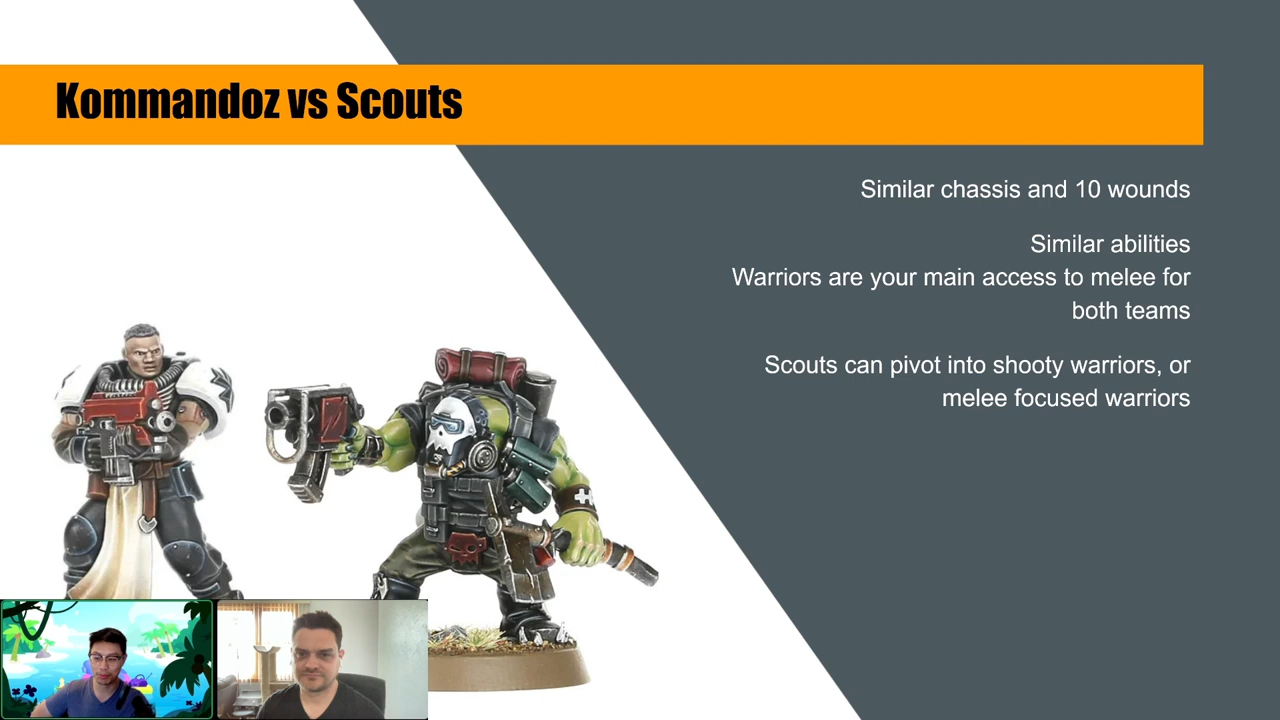 Kommandoz vs Scouts
Similar chassis and 10 wounds
Similar abilities
Warriors are your main access to melee for
both teams
Scouts can pivot into shooty warriors, or
melee focused warriors